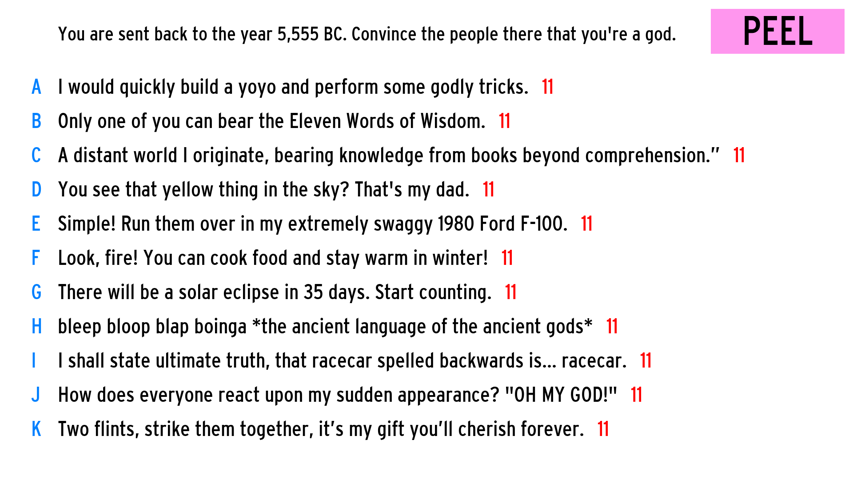 You are sent back to the year 5,555 BC. Convince the people there that you're a god.
PEEL
A I would quickly build a yoyo and perform some godly tricks. 11
B Only one of you can bear the Eleven Words of Wisdom. 11
C A distant world I originate, bearing knowledge from books beyond comprehension.” 11
D You see that yellow thing in the sky? That's my dad. 11
E Simple! Run them over in my extremely swaggy 1980 Ford F-100. 11
F Look, fire! You can cook food and stay warm in winter! 11
G There will be a solar eclipse in 35 days. Start counting. 11
H bleep bloop blap boinga *the ancient language of the ancient gods* 11
I I shall state ultimate truth, that racecar spelled backwards is... racecar. 11
J How does everyone react upon my sudden appearance? "OH MY GOD!" 11
K Two flints, strike them together, it’s my gift you’ll cherish forever. 11